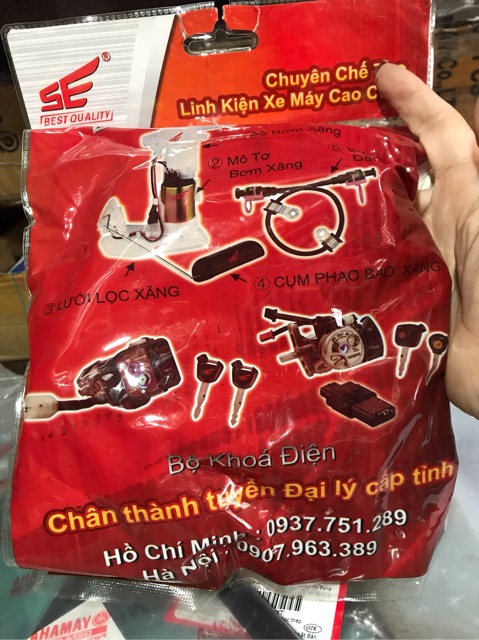 SE®
BEST QUALITY
Chuyên Chế
Linh Kiện Xe Máy Cao
Bơm Xăng
② Mô Tơ
Bơm Xăng
③ LƯỚI LỌC XĂNG
④ CỤM PHAO BÁO XĂNG
Bộ Khoá Điện
Chân thành tuyển Đại lý cấp tỉnh
Hồ Chí Minh : 0937.751.289
Hà Nội : 0907.963.389
AHAMAY